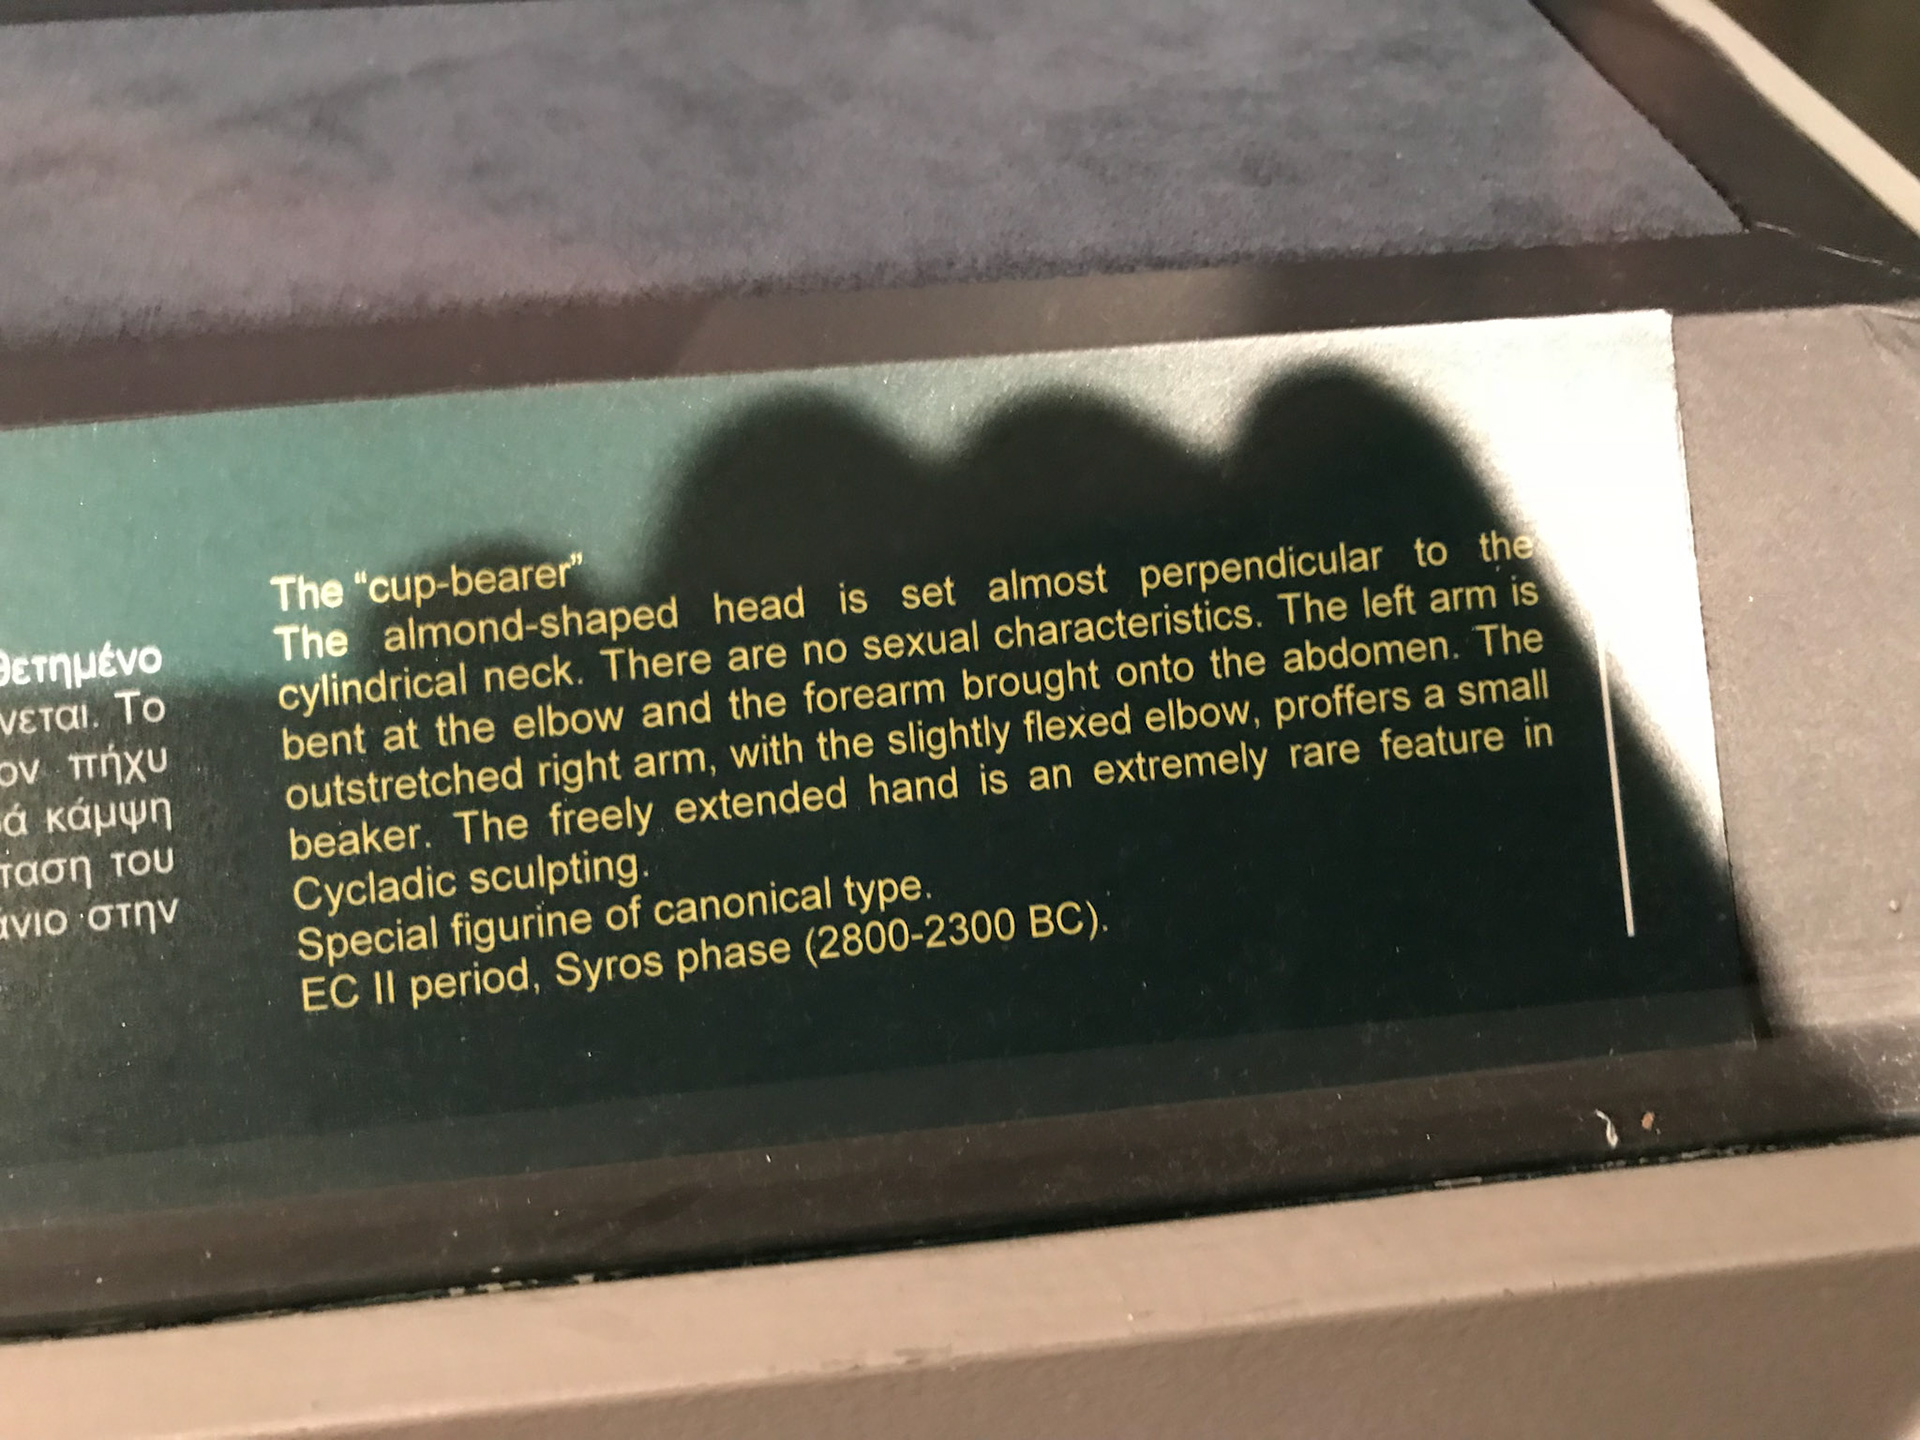 θετημένο
νεται. Το
ον πήχυ
ά κάμψη
ταση του
άνιο στην
The “cup-bearer”
The almond-shaped head is set almost perpendicular to the
cylindrical neck. There are no sexual characteristics. The left arm is
bent at the elbow and the forearm brought onto the abdomen. The
outstretched right arm, with the slightly flexed elbow, proffers a small
beaker. The freely extended hand is an extremely rare feature in
Cycladic sculpting.
Special figurine of canonical type.
EC II period, Syros phase (2800-2300 BC).